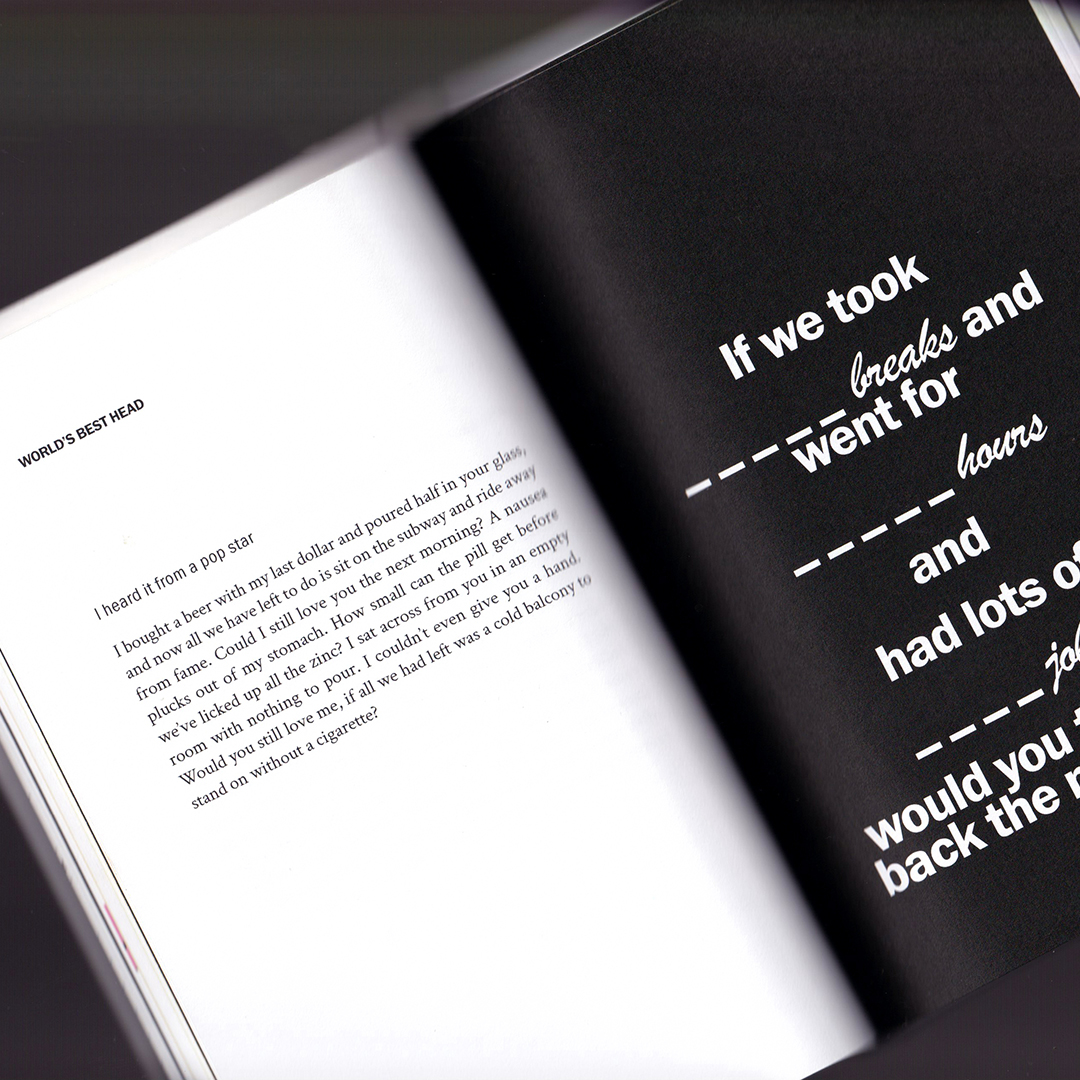 WORLD'S BEST HEAD
I heard it from a pop star
I bought a beer with my last dollar and poured half in your glass,
and now all we have left to do is sit on the subway and ride away
from fame. Could I still love you the next morning? A nausea
plucks out of my stomach. How small can the pill get before
we've licked up all the zinc? I sat across from you in an empty
room with nothing to pour. I couldn't even give you a hand.
Would you still love me, if all we had left was a cold balcony to
stand on without a cigarette?
If we took
_ _ _ _ _ _ breaks and
went for
_ _ _ _ _ _ hours
and
had lots of
_ _ _ _ _
would you
back the